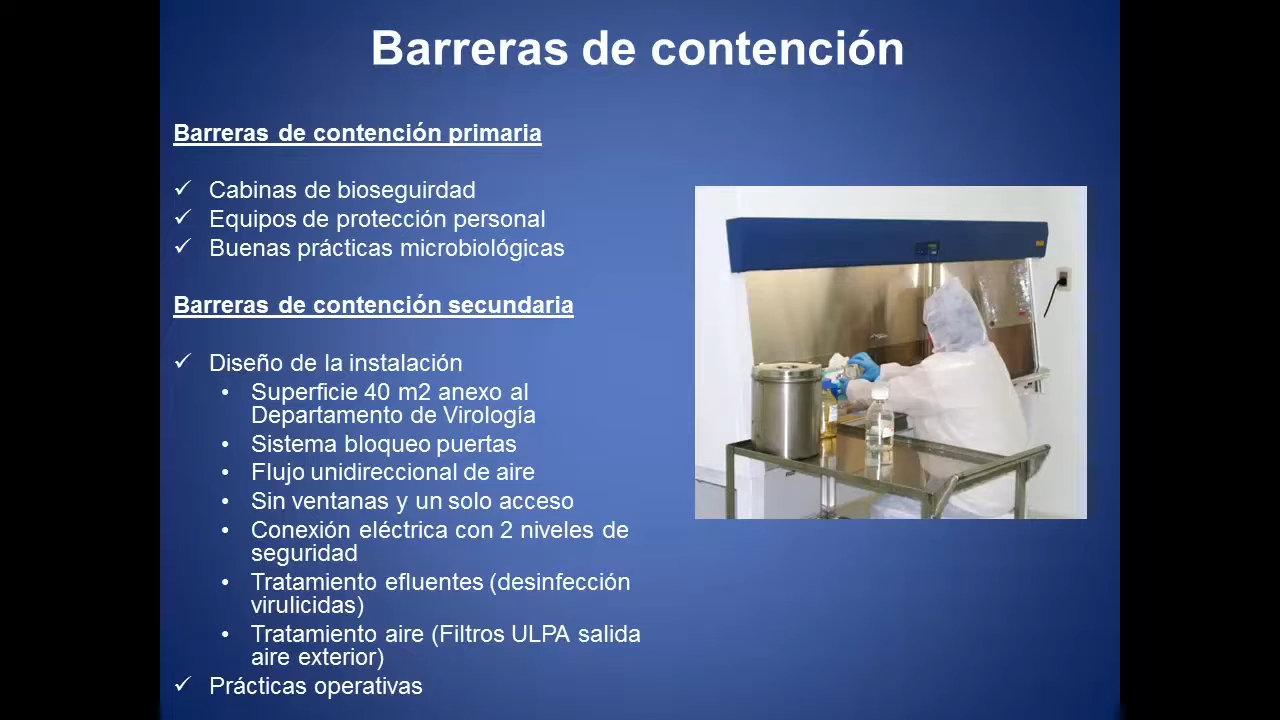 Barreras de contención
Barreras de contención primaria
✓ Cabinas de bioseguirdad
✓ Equipos de protección personal
✓ Buenas prácticas microbiológicas
Barreras de contención secundaria
✓ Diseño de la instalación
• Superficie 40 m2 anexo al
Departamento de Virología
• Sistema bloqueo puertas
• Flujo unidireccional de aire
• Sin ventanas y un solo acceso
• Conexión eléctrica con 2 niveles de
seguridad
• Tratamiento efluentes (desinfección
virulicidas)
• Tratamiento aire (Filtros ULPA salida
aire exterior)
✓ Prácticas operativas